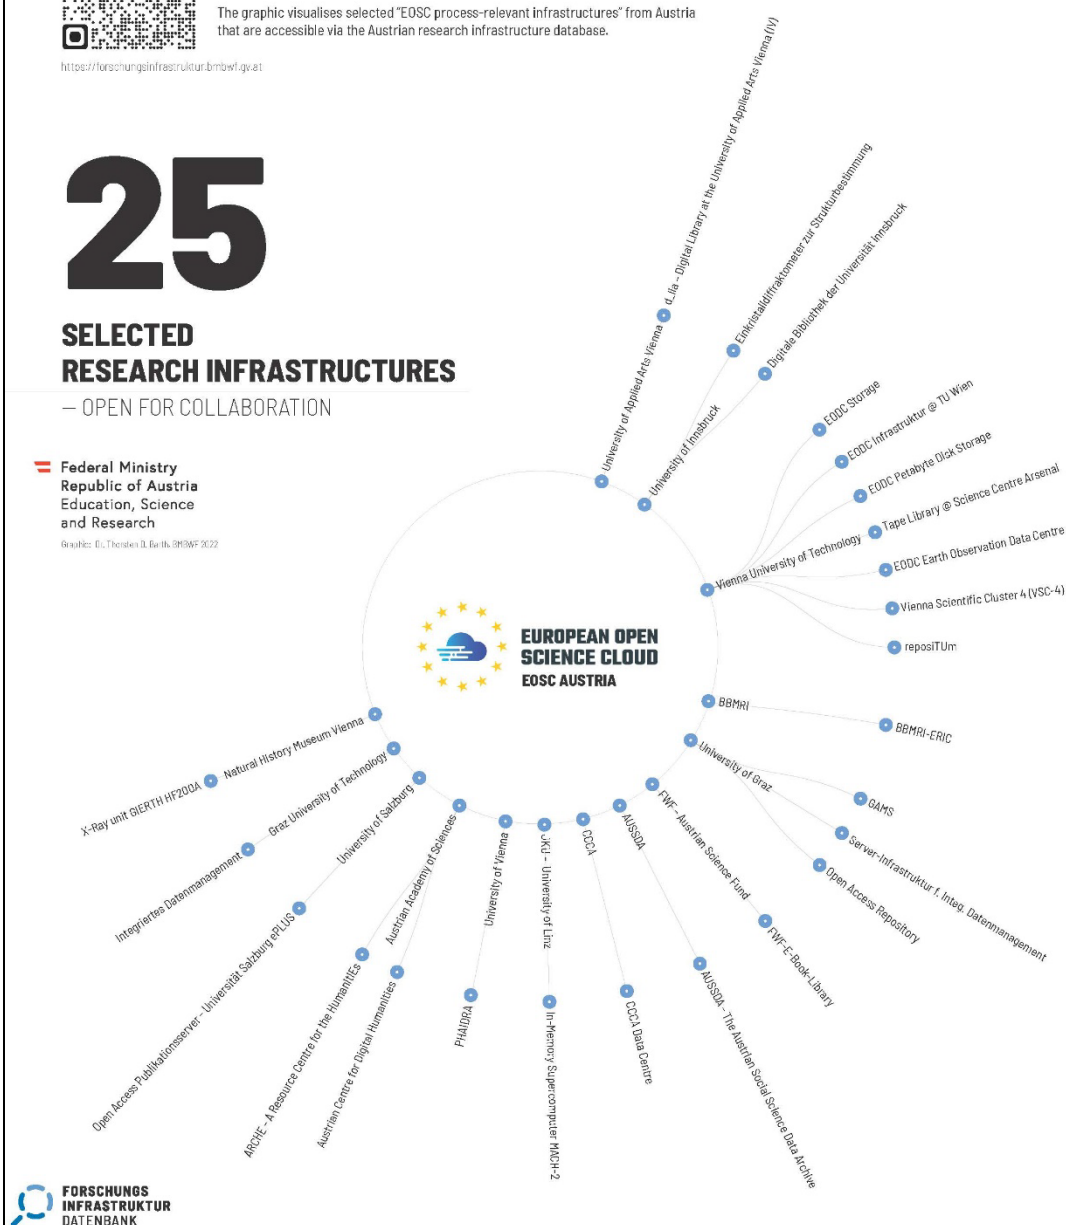 The graphic visualises selected "EOSC process-relevant infrastructures" from Austria
that are accessible via the Austrian research infrastructure database.
https://forschungsinfrastruktur.bmbwf.gv.at
25
SELECTED
RESEARCH INFRASTRUCTURES
— OPEN FOR COLLABORATION
Federal Ministry
Republic of Austria
Education, Science
and Research
Graphic: Dr. Thorsten D. Barth, BMBWF 2022
EUROPEAN OPEN
SCIENCE CLOUD
EOSC AUSTRIA
University of Applied Arts Vienna
d_lia - Digital Library at the University of Applied Arts Vienna (IV)
University of Innsbruck
Einkristalldiffraktometer zur Strukturbestimmung
Digitale Bibliothek der Universität Innsbruck
Vienna University of Technology
EODC Storage
EODC Infrastruktur @ TU Wien
EODC Petabyte Disk Storage
Tape Library @ Science Centre Arsenal
EODC Earth Observation Data Centre
Vienna Scientific Cluster 4 (VSC-4)
reposiTUm
BBMRI
BBMRI-ERIC
University of Graz
GAMS
Server-Infrastruktur f. Integ. Datenmanagement
Open Access Repository
FWF - Austrian Science Fund
FWF-E-Book-Library
AUSSDA
AUSSDA - The Austrian Social Science Data Archive
CCCA
CCCA Data Centre
JKU - University of Linz
In-Memory Supercomputer MACH-2
University of Vienna
PHAIDRA
Austrian Academy of Sciences
Austrian Centre for Digital Humanities
ARCHE - A Resource Centre for the HumanitiEs
University of Salzburg
Open Access Publikationsserver - Universität Salzburg ePLUS
Graz University of Technology
Integriertes Datenmanagement
Natural History Museum Vienna
X-Ray unit GIERTH HF200A
FORSCHUNGS
INFRASTRUKTUR
DATENBANK